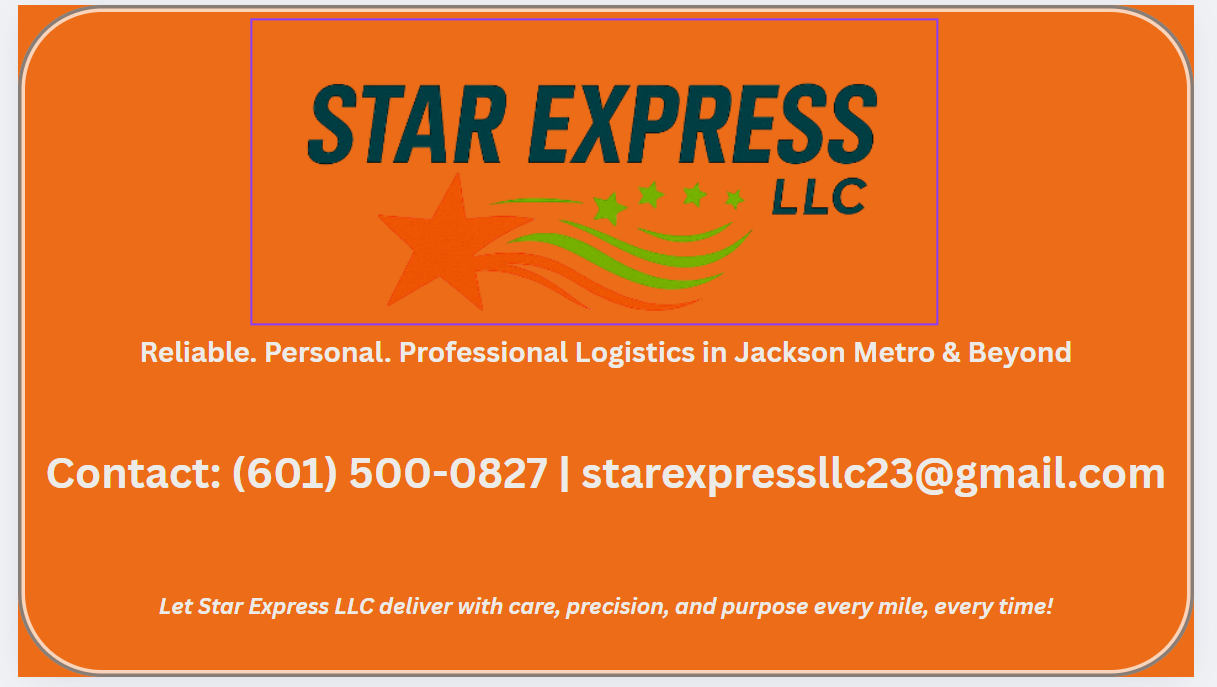 STAR EXPRESS
LLC
Reliable. Personal. Professional Logistics in Jackson Metro & Beyond
Contact: (601) 500-0827 | starexpressllc23@gmail.com
Let Star Express LLC deliver with care, precision, and purpose every mile, every time!